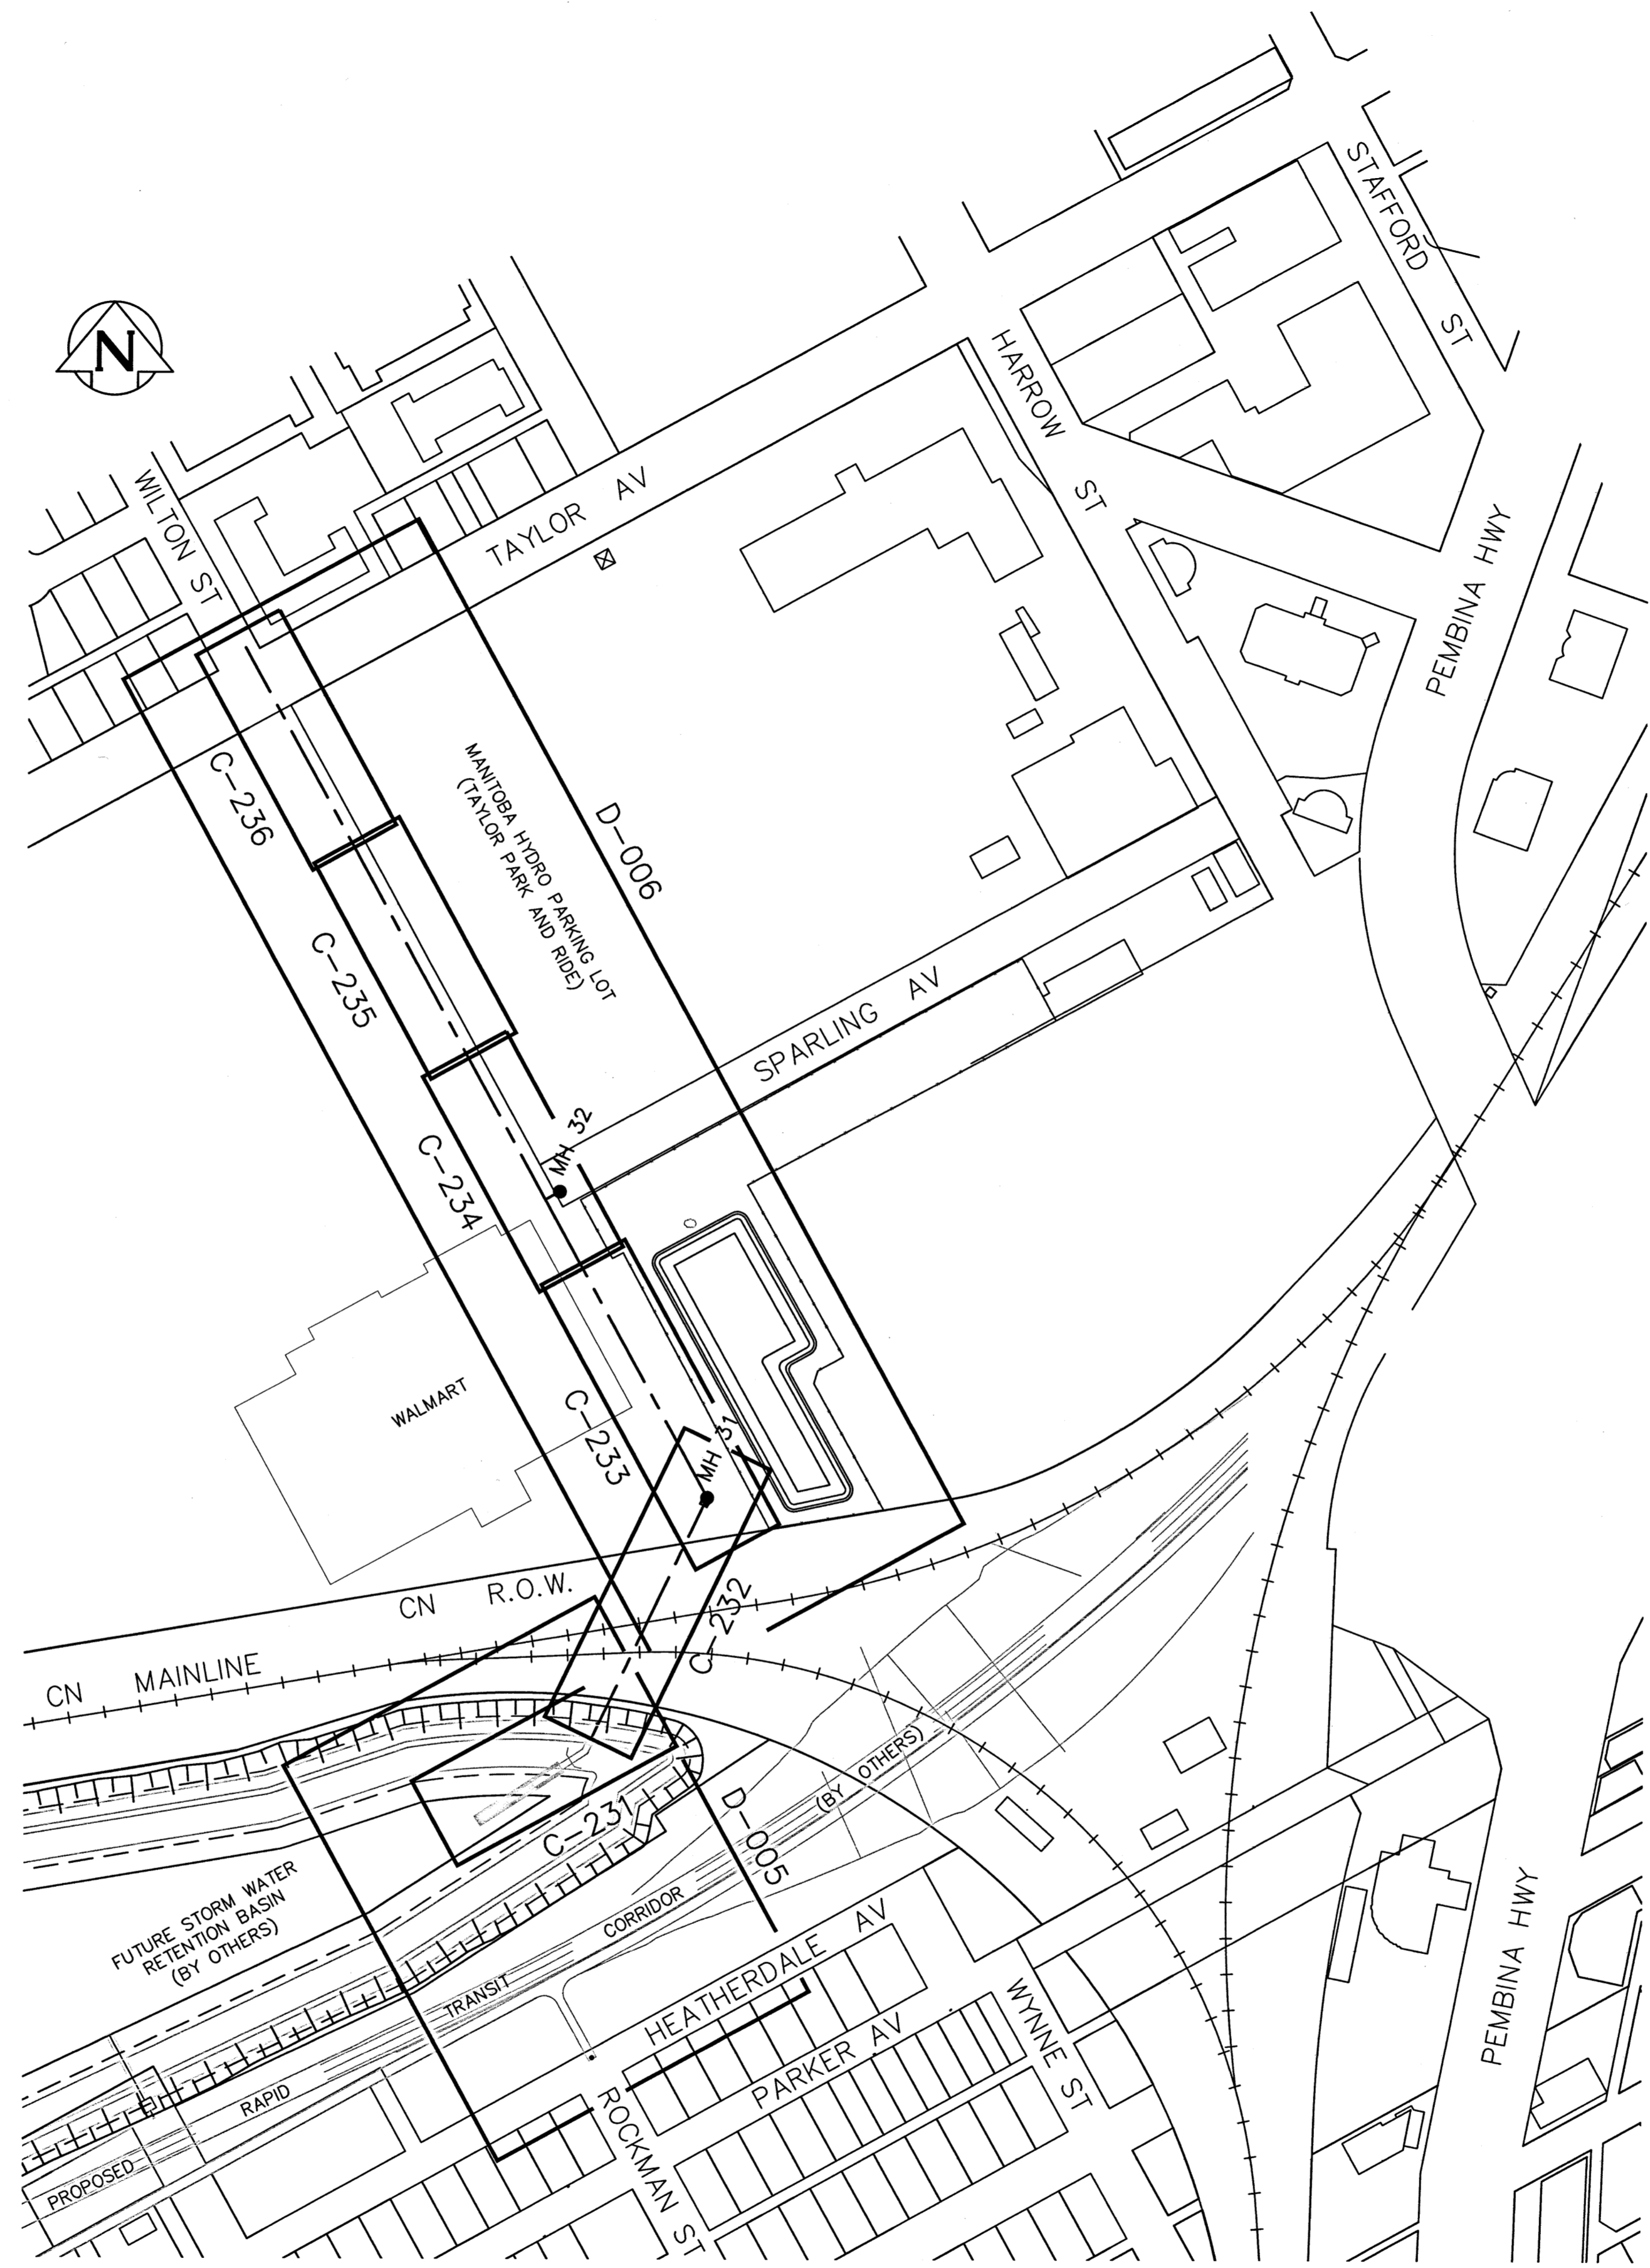 STAFFORD ST
N
HARROW ST
WILTON ST
TAYLOR AV
PEMBINA HWY
C-236
MANITOBA HYDRO PARKING LOT
(TAYLOR PARK AND RIDE)
D-006
C-235
SPARLING AV
MH 32
C-234
WALMART
C-233
MH 31
CN R.O.W.
C-232
CN MAINLINE
(BY OTHERS)
C-231
D-005
FUTURE STORM WATER
RETENTION BASIN
(BY OTHERS)
PROPOSED RAPID TRANSIT CORRIDOR
HEATHERDALE AV
PARKER AV
WYNNE ST
PEMBINA HWY
ROCKMAN ST